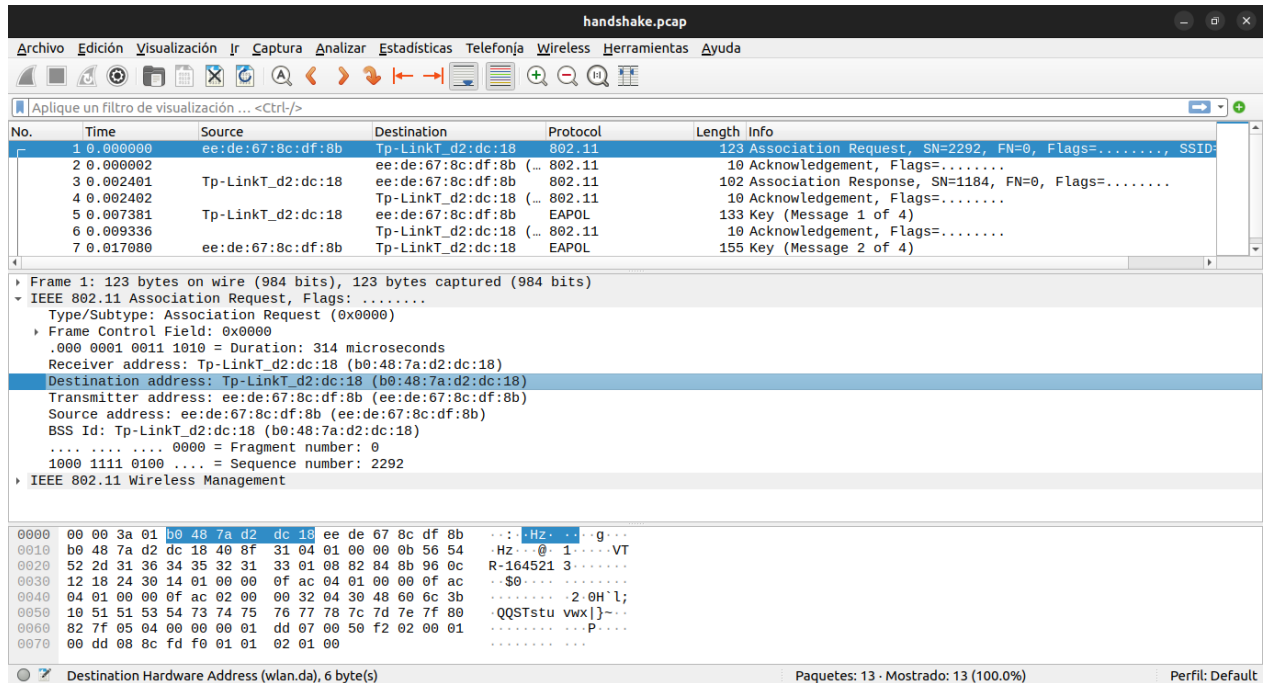 handshake.pcap
Archivo Edición Visualización Ir Captura Analizar Estadísticas Telefonía Wireless Herramientas Ayuda
Aplique un filtro de visualización … <Ctrl-/>
No. Time Source Destination Protocol Length Info
1 0.000000 ee:de:67:8c:df:8b Tp-LinkT_d2:dc:18 802.11 123 Association Request, SN=2292, FN=0, Flags=........, SSID=
2 0.000002 ee:de:67:8c:df:8b (… 802.11 10 Acknowledgement, Flags=........
3 0.002401 Tp-LinkT_d2:dc:18 ee:de:67:8c:df:8b 802.11 102 Association Response, SN=1184, FN=0, Flags=........
4 0.002402 Tp-LinkT_d2:dc:18 (… 802.11 10 Acknowledgement, Flags=........
5 0.007381 Tp-LinkT_d2:dc:18 ee:de:67:8c:df:8b EAPOL 133 Key (Message 1 of 4)
6 0.009336 Tp-LinkT_d2:dc:18 (… 802.11 10 Acknowledgement, Flags=........
7 0.017080 ee:de:67:8c:df:8b Tp-LinkT_d2:dc:18 EAPOL 155 Key (Message 2 of 4)
Frame 1: 123 bytes on wire (984 bits), 123 bytes captured (984 bits)
IEEE 802.11 Association Request, Flags: ........
Type/Subtype: Association Request (0x0000)
Frame Control Field: 0x0000
.000 0001 0011 1010 = Duration: 314 microseconds
Receiver address: Tp-LinkT_d2:dc:18 (b0:48:7a:d2:dc:18)
Destination address: Tp-LinkT_d2:dc:18 (b0:48:7a:d2:dc:18)
Transmitter address: ee:de:67:8c:df:8b (ee:de:67:8c:df:8b)
Source address: ee:de:67:8c:df:8b (ee:de:67:8c:df:8b)
BSS Id: Tp-LinkT_d2:dc:18 (b0:48:7a:d2:dc:18)
.... .... .... 0000 = Fragment number: 0
1000 1111 0100 .... = Sequence number: 2292
IEEE 802.11 Wireless Management
0000 00 00 3a 01 b0 48 7a d2 dc 18 ee de 67 8c df 8b ··:··Hz· ····g···
0010 b0 48 7a d2 dc 18 40 8f 31 04 01 00 00 0b 56 54 ·Hz···@· 1·····VT
0020 52 2d 31 36 34 35 32 31 33 01 08 82 84 8b 96 0c R-164521 3·······
0030 12 18 24 30 14 01 00 00 0f ac 04 01 00 00 0f ac ··$0···· ········
0040 04 01 00 00 0f ac 02 00 00 32 04 30 48 60 6c 3b ········ ·2·0H`l;
0050 10 51 51 53 54 73 74 75 76 77 78 7c 7d 7e 7f 80 ·QQSTstu vwx|}~··
0060 82 7f 05 04 00 00 00 01 dd 07 00 50 f2 02 00 01 ········ ···P····
0070 00 dd 08 8c fd f0 01 01 02 01 00 ········ ···
Destination Hardware Address (wlan.da), 6 byte(s) Paquetes: 13 · Mostrado: 13 (100.0%) Perfil: Default